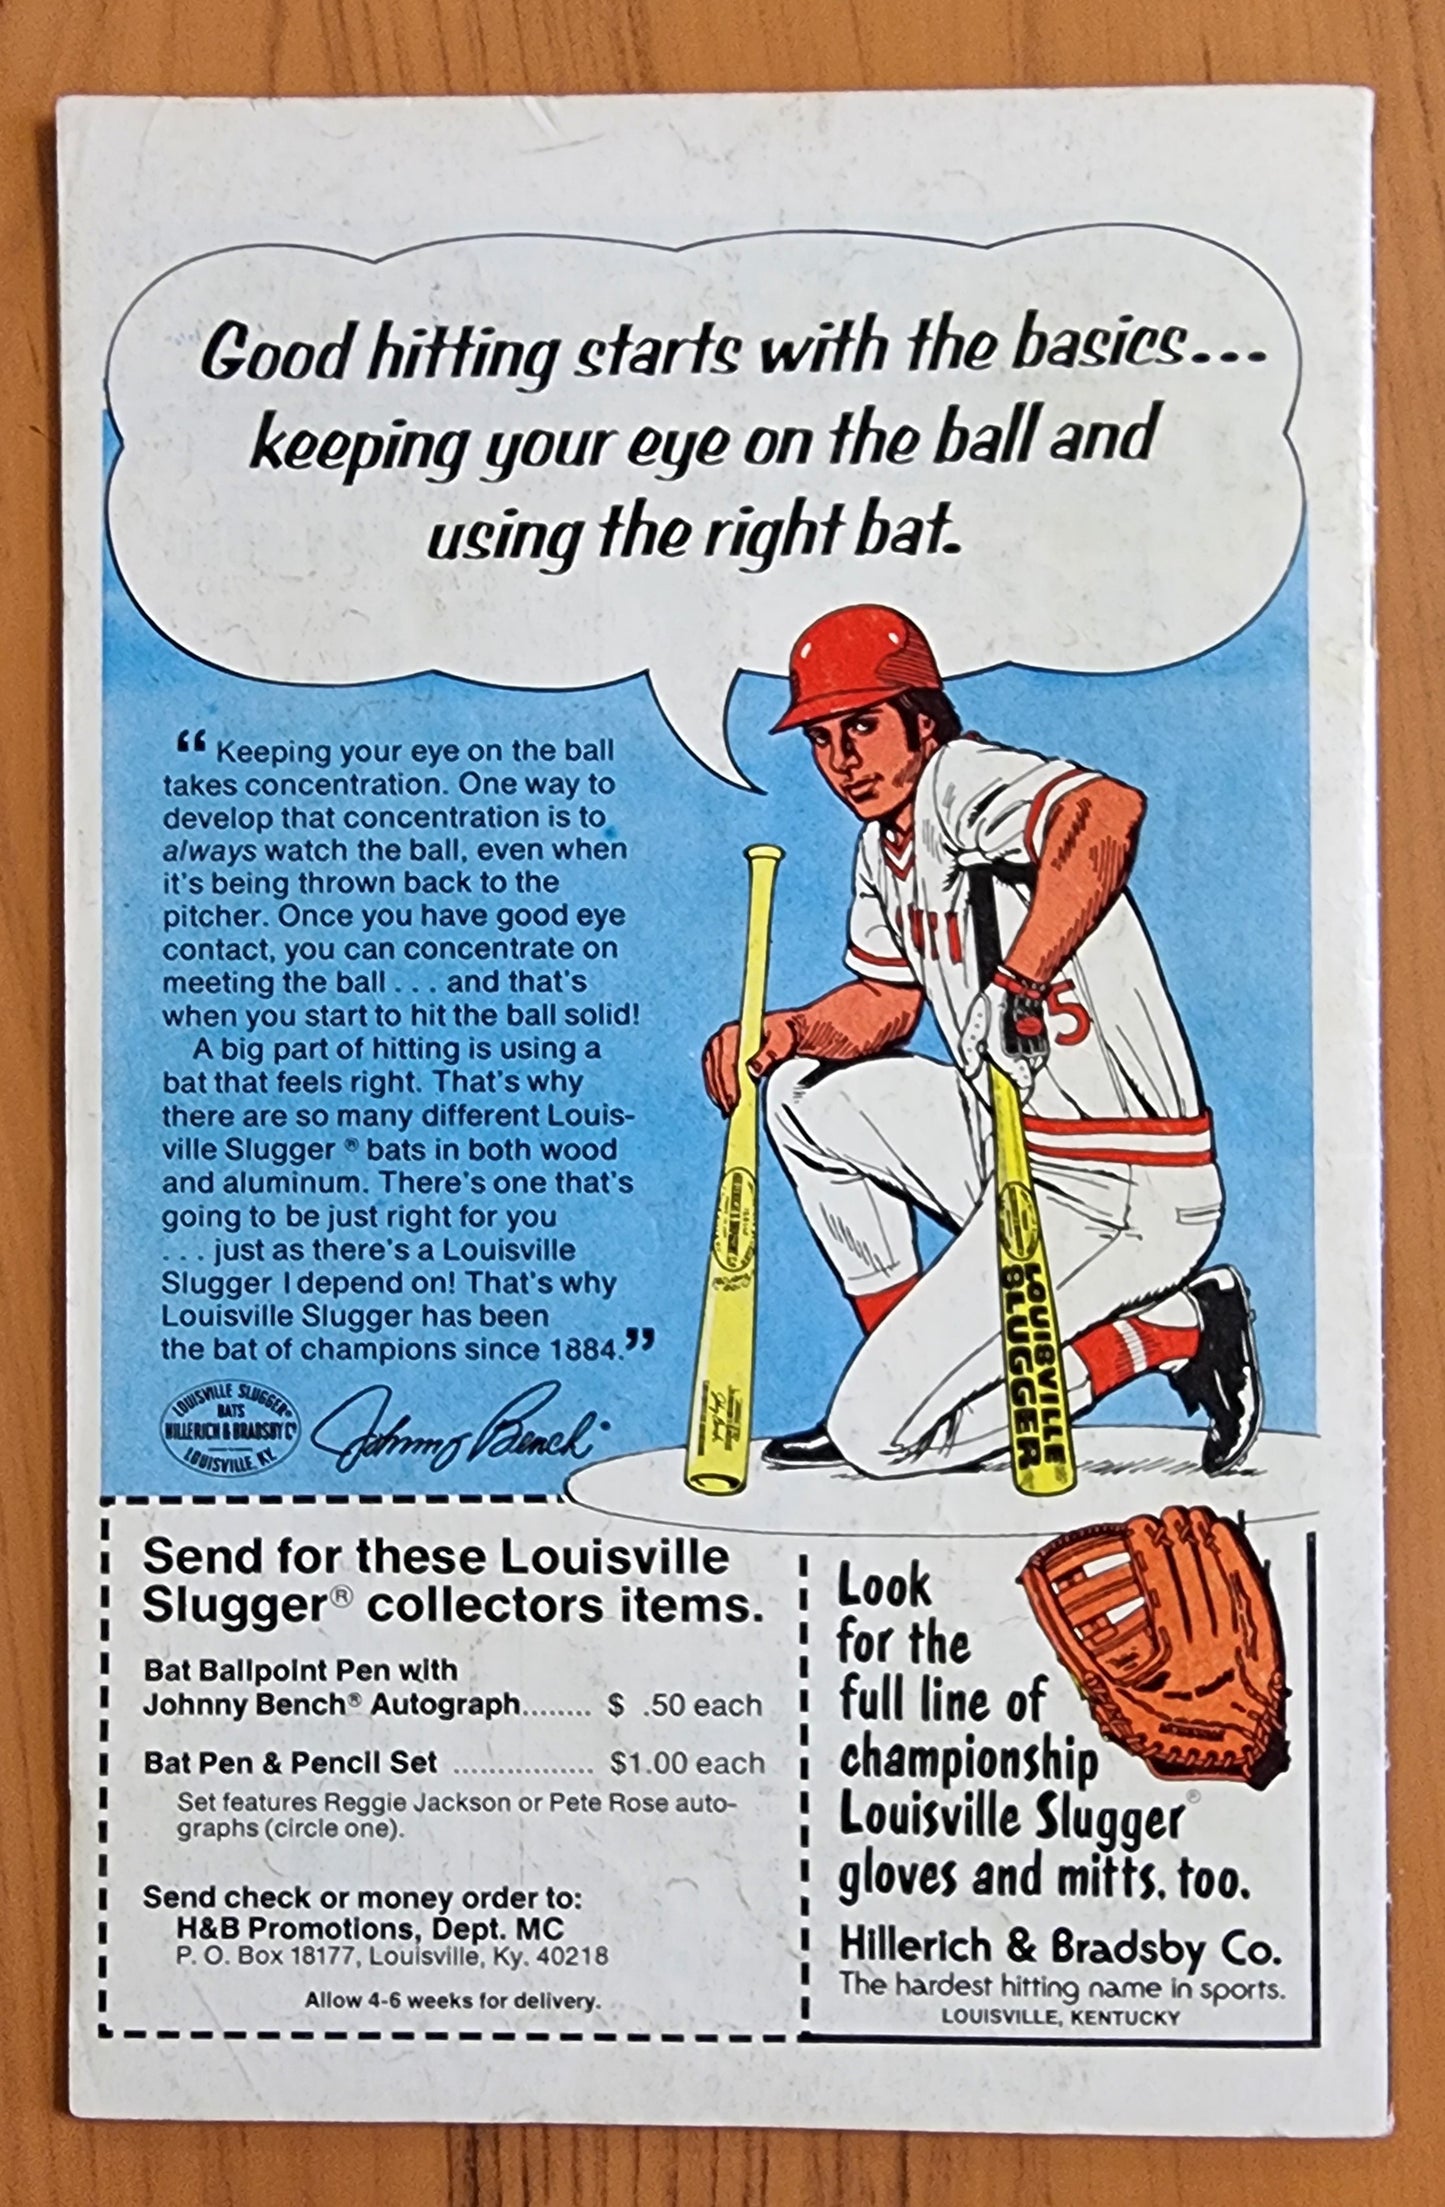 Good hitting starts with the basics...
keeping your eye on the ball and
using the right bat.
“ Keeping your eye on the ball
takes concentration. One way to
develop that concentration is to
always watch the ball, even when
it's being thrown back to the
pitcher. Once you have good eye
contact, you can concentrate on
meeting the ball . . . and that's
when you start to hit the ball solid!
A big part of hitting is using a
bat that feels right. That's why
there are so many different Louis-
ville Slugger ® bats in both wood
and aluminum. There's one that's
going to be just right for you
. . . just as there's a Louisville
Slugger I depend on! That's why
Louisville Slugger has been
the bat of champions since 1884.”
LOUISVILLE SLUGGER®
BATS
HILLERICH & BRADSBY Cº
LOUISVILLE, KY.
Johnny Bench
5
LOUISVILLE
SLUGGER
Send for these Louisville
Slugger® collectors items.
Bat Ballpoint Pen with
Johnny Bench® Autograph........ $ .50 each
Bat Pen & Pencil Set ................ $1.00 each
Set features Reggie Jackson or Pete Rose auto-
graphs (circle one).
Send check or money order to:
H&B Promotions, Dept. MC
P. O. Box 18177, Louisville, Ky. 40218
Allow 4-6 weeks for delivery.
Look
for the
full line of
championship
Louisville Slugger®
gloves and mitts, too.
Hillerich & Bradsby Co.
The hardest hitting name in sports.
LOUISVILLE, KENTUCKY